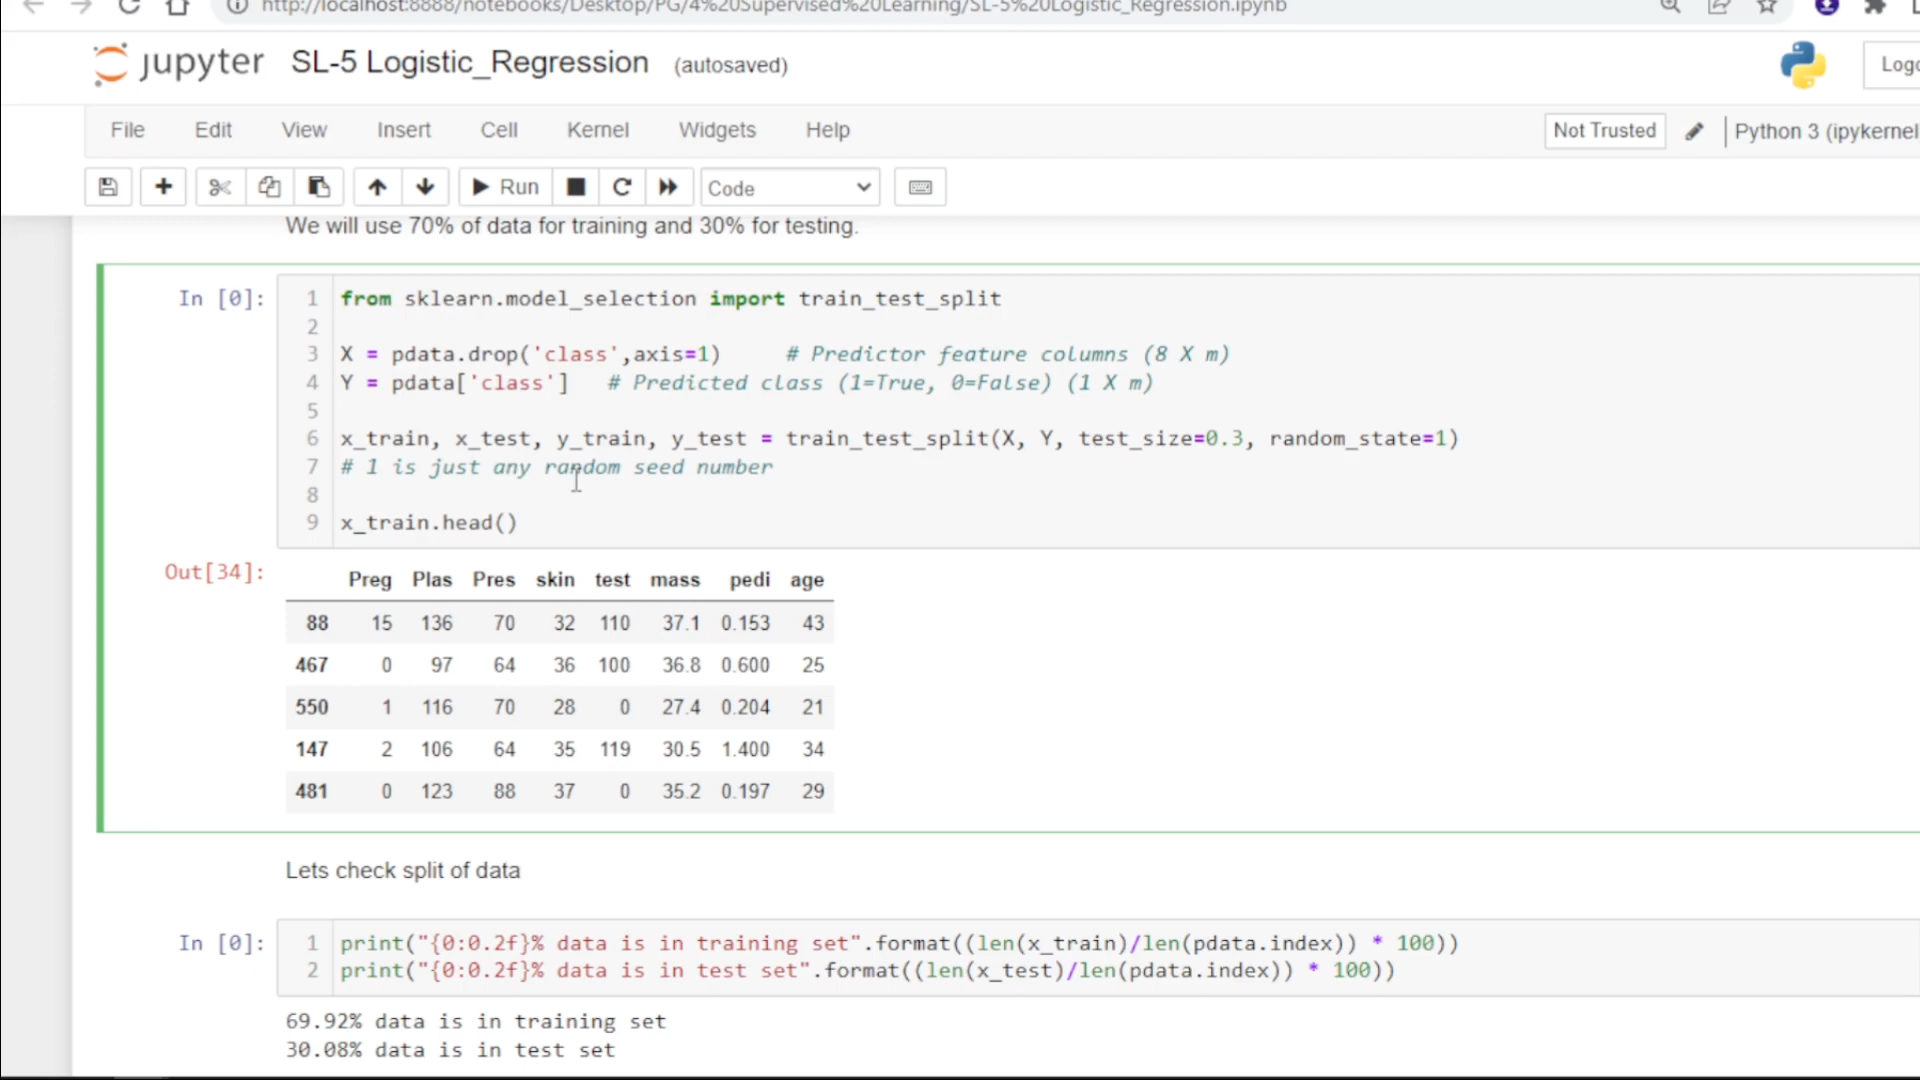 http://localhost:8888/notebooks/Desktop/PG/4%20Supervised%20Learning/SL-5%20Logistic_Regression.ipynb
jupyter SL-5 Logistic_Regression (autosaved)
Logo
File Edit View Insert Cell Kernel Widgets Help Not Trusted Python 3 (ipykernel
Run Code
We will use 70% of data for training and 30% for testing.
In [0]:
1 from sklearn.model_selection import train_test_split
2
3 X = pdata.drop('class',axis=1) # Predictor feature columns (8 X m)
4 Y = pdata['class'] # Predicted class (1=True, 0=False) (1 X m)
5
6 x_train, x_test, y_train, y_test = train_test_split(X, Y, test_size=0.3, random_state=1)
7 # 1 is just any random seed number
8
9 x_train.head()
Out[34]:
Preg Plas Pres skin test mass pedi age
88 15 136 70 32 110 37.1 0.153 43
467 0 97 64 36 100 36.8 0.600 25
550 1 116 70 28 0 27.4 0.204 21
147 2 106 64 35 119 30.5 1.400 34
481 0 123 88 37 0 35.2 0.197 29
Lets check split of data
In [0]:
1 print("{0:0.2f}% data is in training set".format((len(x_train)/len(pdata.index)) * 100))
2 print("{0:0.2f}% data is in test set".format((len(x_test)/len(pdata.index)) * 100))
69.92% data is in training set
30.08% data is in test set